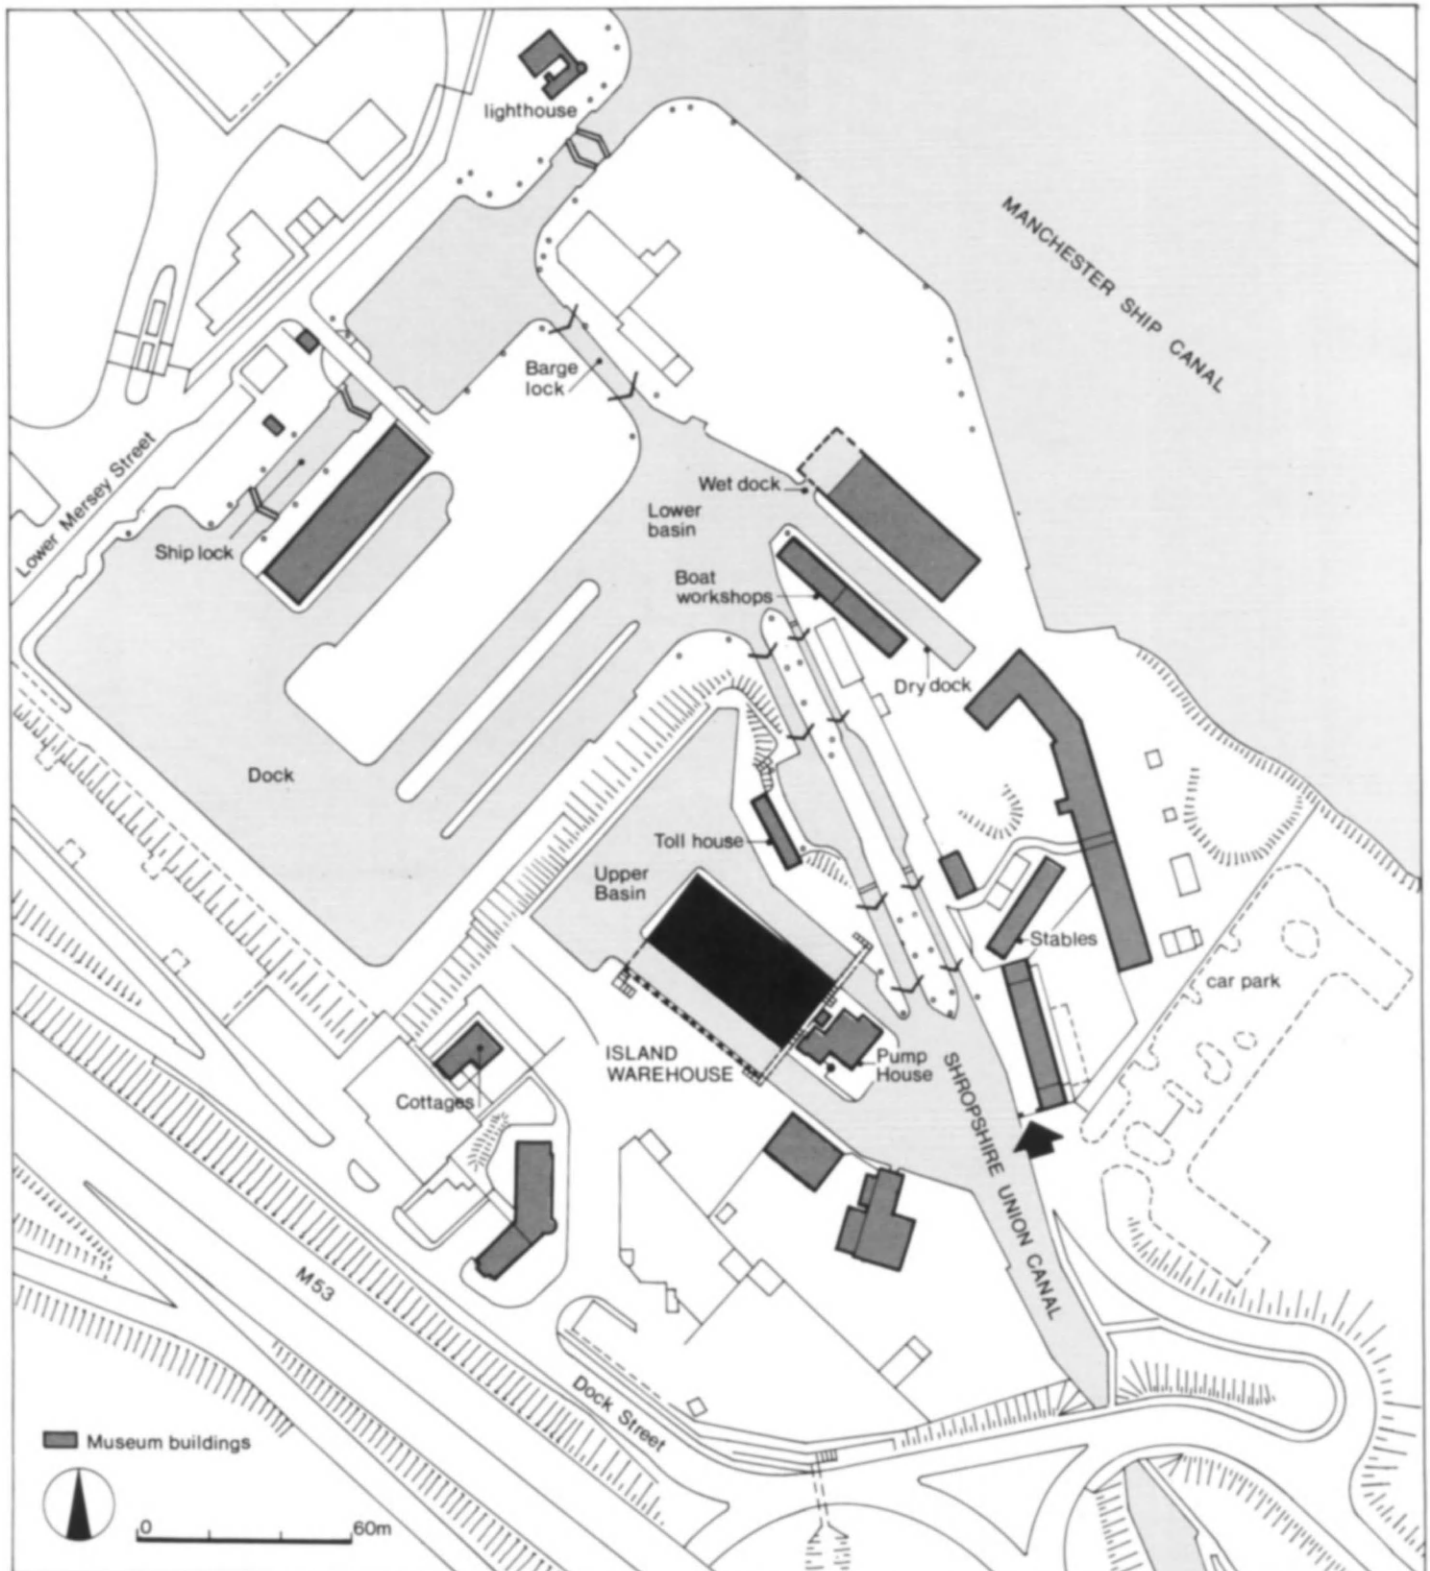 lighthouse
MANCHESTER SHIP CANAL
Barge
lock
Lower Mersey Street
Wet dock
Lower
basin
Ship lock
Boat
workshops
Dry dock
Dock
Toll house
Upper
Basin
Stables
car park
ISLAND
WAREHOUSE
Pump
House
Cottages
SHROPSHIRE UNION CANAL
M53
Dock Street
Museum buildings
0 60m